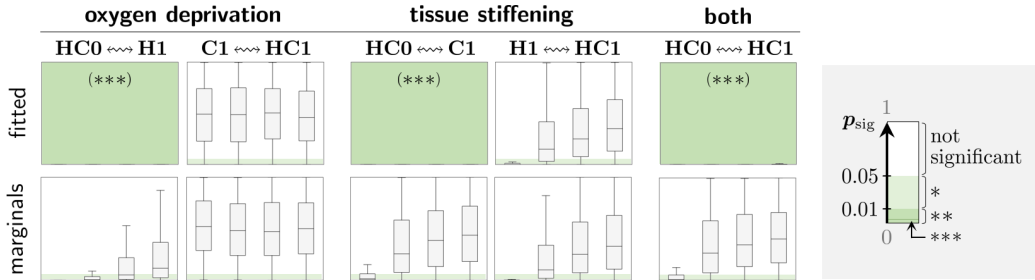 oxygen deprivation tissue stiffening both
HC0 ↭ H1 C1 ↭ HC1 HC0 ↭ C1 H1 ↭ HC1 HC0 ↭ HC1
fitted
(***) (***) (***)
marginals
1
p_sig
not
significant
0.05
*
0.01
**
0
***